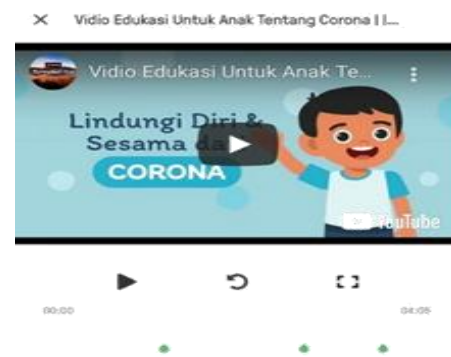 Vidio Edukasi Untuk Anak Tentang Corona | |...
Vidio Edukasi Untuk Anak Te...
Lindungi Diri &
Sesama
CORONA
YouTube
00:00
04:05